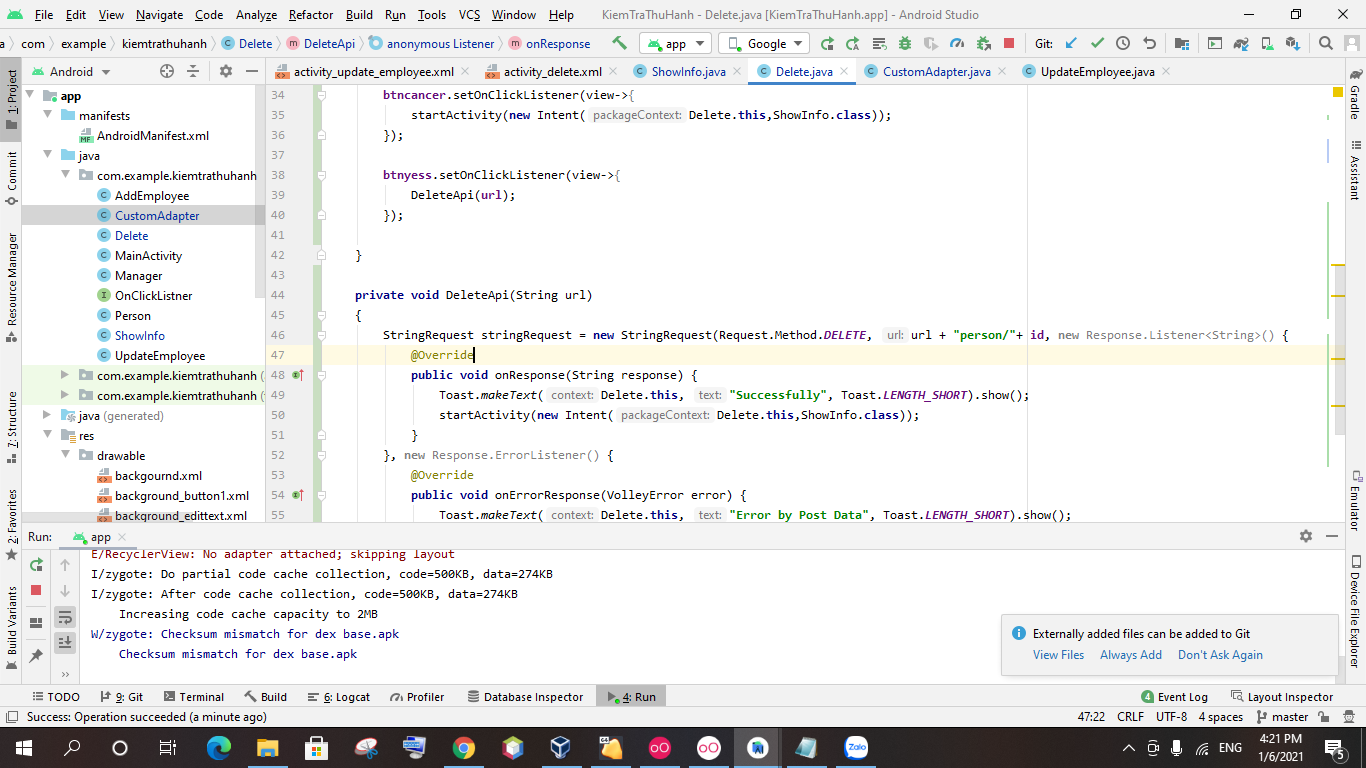 File Edit View Navigate Code Analyze Refactor Build Run Tools VCS Window Help KiemTraThuHanh - Delete.java [KiemTraThuHanh.app] - Android Studio
com example kiemtrathuhanh Delete DeleteApi anonymous Listener onResponse app Google Git:
Android activity_update_employee.xml activity_delete.xml ShowInfo.java Delete.java CustomAdapter.java UpdateEmployee.java
1: Project
Commit
Resource Manager
7: Structure
2: Favorites
Build Variants
app
manifests
AndroidManifest.xml
java
com.example.kiemtrathuhanh
AddEmployee
CustomAdapter
Delete
MainActivity
Manager
OnClickListner
Person
ShowInfo
UpdateEmployee
com.example.kiemtrathuhanh (
com.example.kiemtrathuhanh (
java (generated)
res
drawable
backgournd.xml
background_button1.xml
background_edittext.xml
34 btncancer.setOnClickListener(view->{
35 startActivity(new Intent( packageContext: Delete.this,ShowInfo.class));
36 });
37
38 btnyess.setOnClickListener(view->{
39 DeleteApi(url);
40 });
41
42 }
43
44 private void DeleteApi(String url)
45 {
46 StringRequest stringRequest = new StringRequest(Request.Method.DELETE, url: url + "person/"+ id, new Response.Listener<String>() {
47 @Override
48 public void onResponse(String response) {
49 Toast.makeText( context: Delete.this, text: "Successfully", Toast.LENGTH_SHORT).show();
50 startActivity(new Intent( packageContext: Delete.this,ShowInfo.class));
51 }
52 }, new Response.ErrorListener() {
53 @Override
54 public void onErrorResponse(VolleyError error) {
55 Toast.makeText( context: Delete.this, text: "Error by Post Data", Toast.LENGTH_SHORT).show();
Gradle
Assistant
Emulator
Device File Explorer
Run: app
E/RecyclerView: No adapter attached; skipping layout
I/zygote: Do partial code cache collection, code=500KB, data=274KB
I/zygote: After code cache collection, code=500KB, data=274KB
Increasing code cache capacity to 2MB
W/zygote: Checksum mismatch for dex base.apk
Checksum mismatch for dex base.apk
Externally added files can be added to Git
View Files Always Add Don't Ask Again
TODO 9: Git Terminal Build 6: Logcat Profiler Database Inspector 4: Run 4 Event Log Layout Inspector
Success: Operation succeeded (a minute ago) 47:22 CRLF UTF-8 4 spaces master
Zalo ENG 4:21 PM
1/6/2021 5